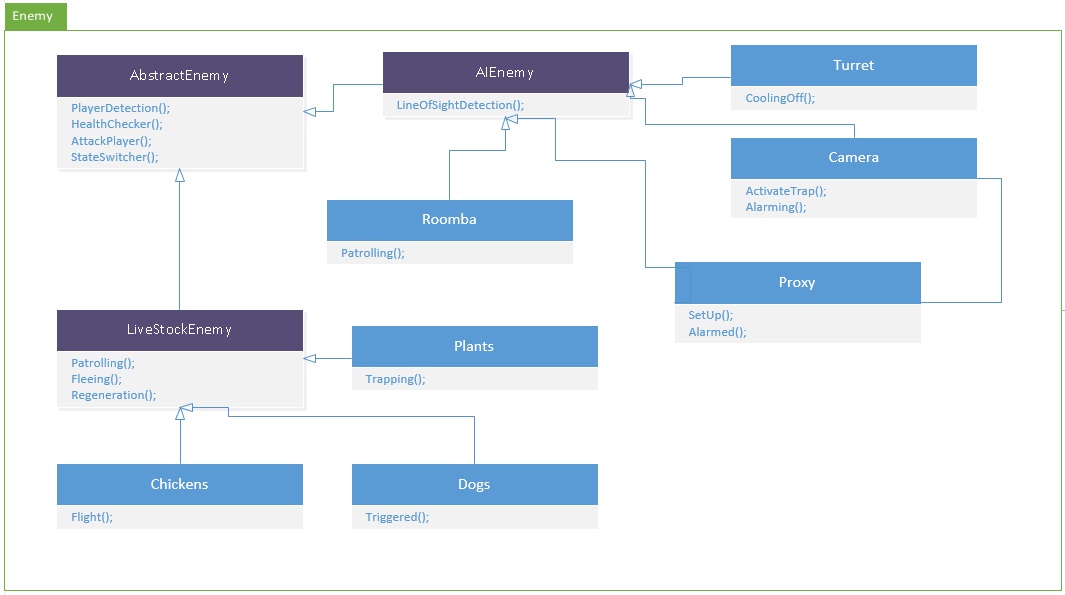 Enemy
AbstractEnemy
PlayerDetection();
HealthChecker();
AttackPlayer();
StateSwitcher();
AIEnemy
LineOfSightDetection();
Turret
CoolingOff();
Camera
ActivateTrap();
Alarming();
Roomba
Patrolling();
Proxy
SetUp();
Alarmed();
LiveStockEnemy
Patrolling();
Fleeing();
Regeneration();
Plants
Trapping();
Chickens
Flight();
Dogs
Triggered();